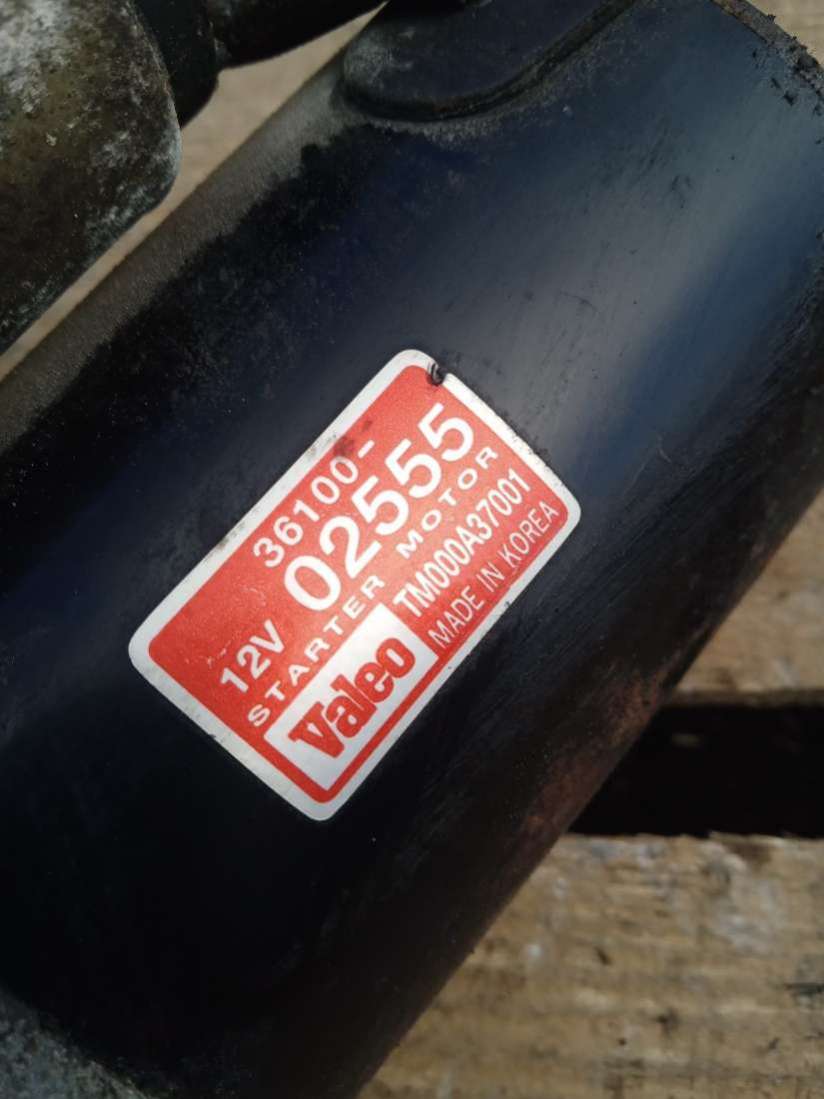 36100-
12V 02555
STARTER MOTOR
Valeo TM000A37001
MADE IN KOREA